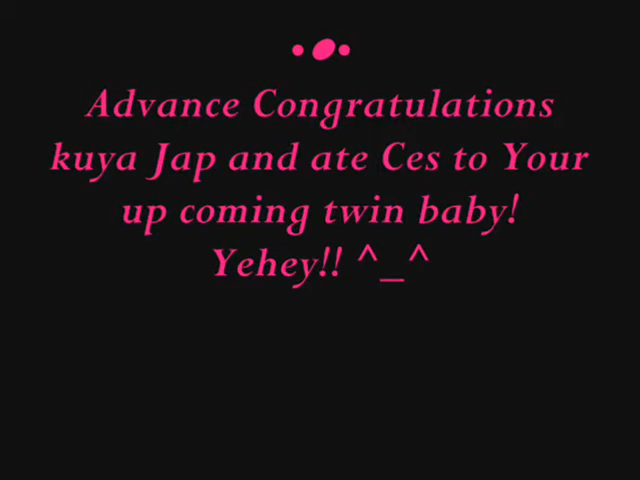 Advance Congratulations
kuya Jap and ate Ces to Your
up coming twin baby!
Yehey!! ^_^